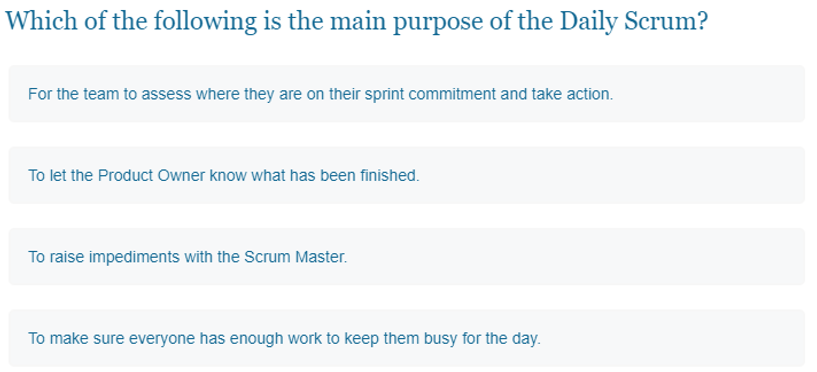 Which of the following is the main purpose of the Daily Scrum?
For the team to assess where they are on their sprint commitment and take action.
To let the Product Owner know what has been finished.
To raise impediments with the Scrum Master.
To make sure everyone has enough work to keep them busy for the day.